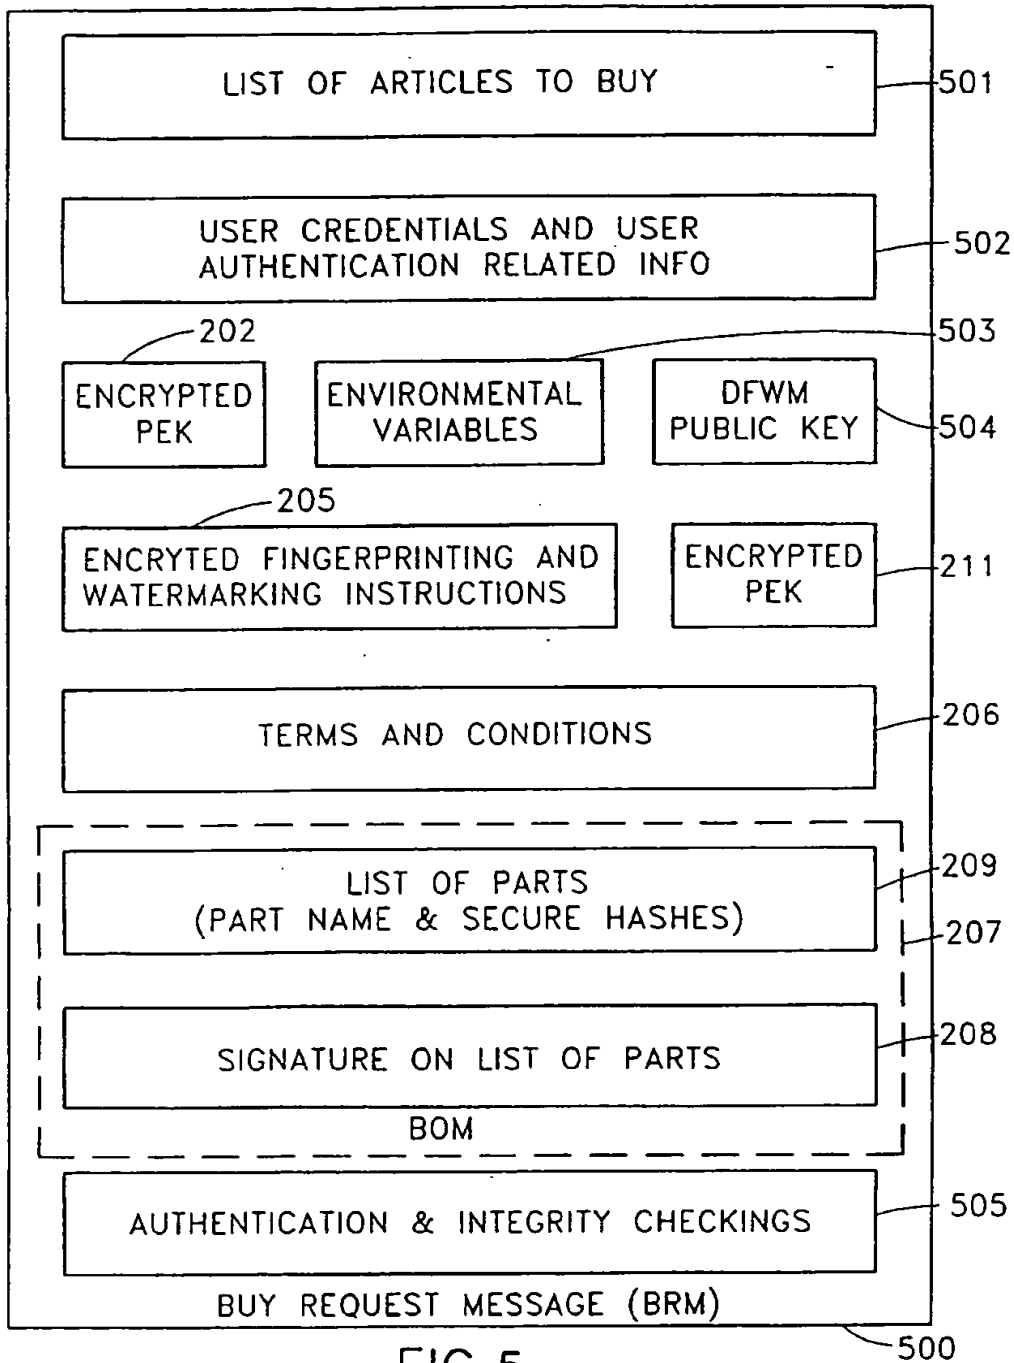 LIST OF ARTICLES TO BUY
501
USER CREDENTIALS AND USER
AUTHENTICATION RELATED INFO
502
202
503
ENCRYPTED
PEK
ENVIRONMENTAL
VARIABLES
DFWM
PUBLIC KEY
504
205
ENCRYTED FINGERPRINTING AND
WATERMARKING INSTRUCTIONS
ENCRYPTED
PEK
211
TERMS AND CONDITIONS
206
LIST OF PARTS
(PART NAME & SECURE HASHES)
209
207
SIGNATURE ON LIST OF PARTS
208
BOM
AUTHENTICATION & INTEGRITY CHECKINGS
505
BUY REQUEST MESSAGE (BRM)
500
FIG. 5